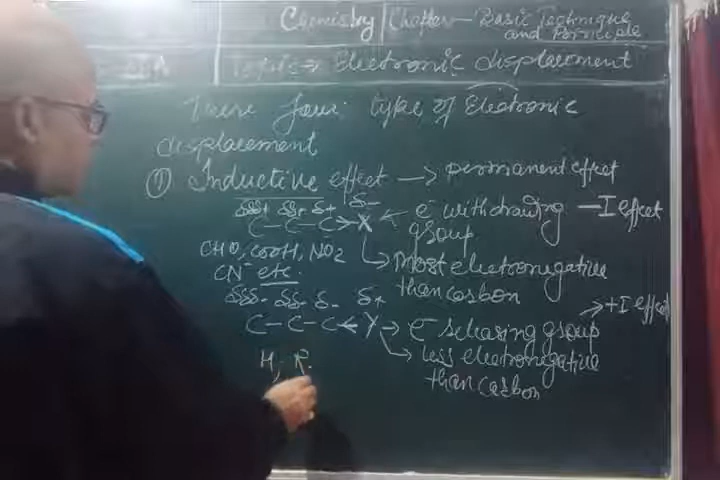 Chemistry | Chapter - Basic Technique and Porniple
Topic → Electronic displacement
There four type of Electronic
displacement
① Inductive effect → permanent effect
δδδ+ δδ+ δ+ δ-
C - C - C > X ← e⁻ withdrawing group - I effect
CHO, COOH, NO2
CN⁻ etc.
→ most electronegative than carbon
δδδ- δδ- δ- δ+
C - C - C < Y → e⁻ releasing group → + I effect
→ less electronegative than carbon
H, R.